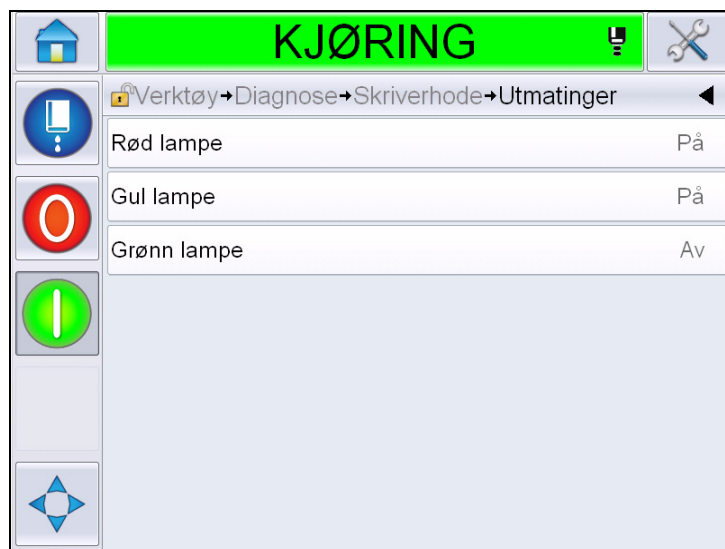 KJØRING
Verktøy→Diagnose→Skriverhode→Utmatinger
Rød lampe På
Gul lampe På
Grønn lampe Av